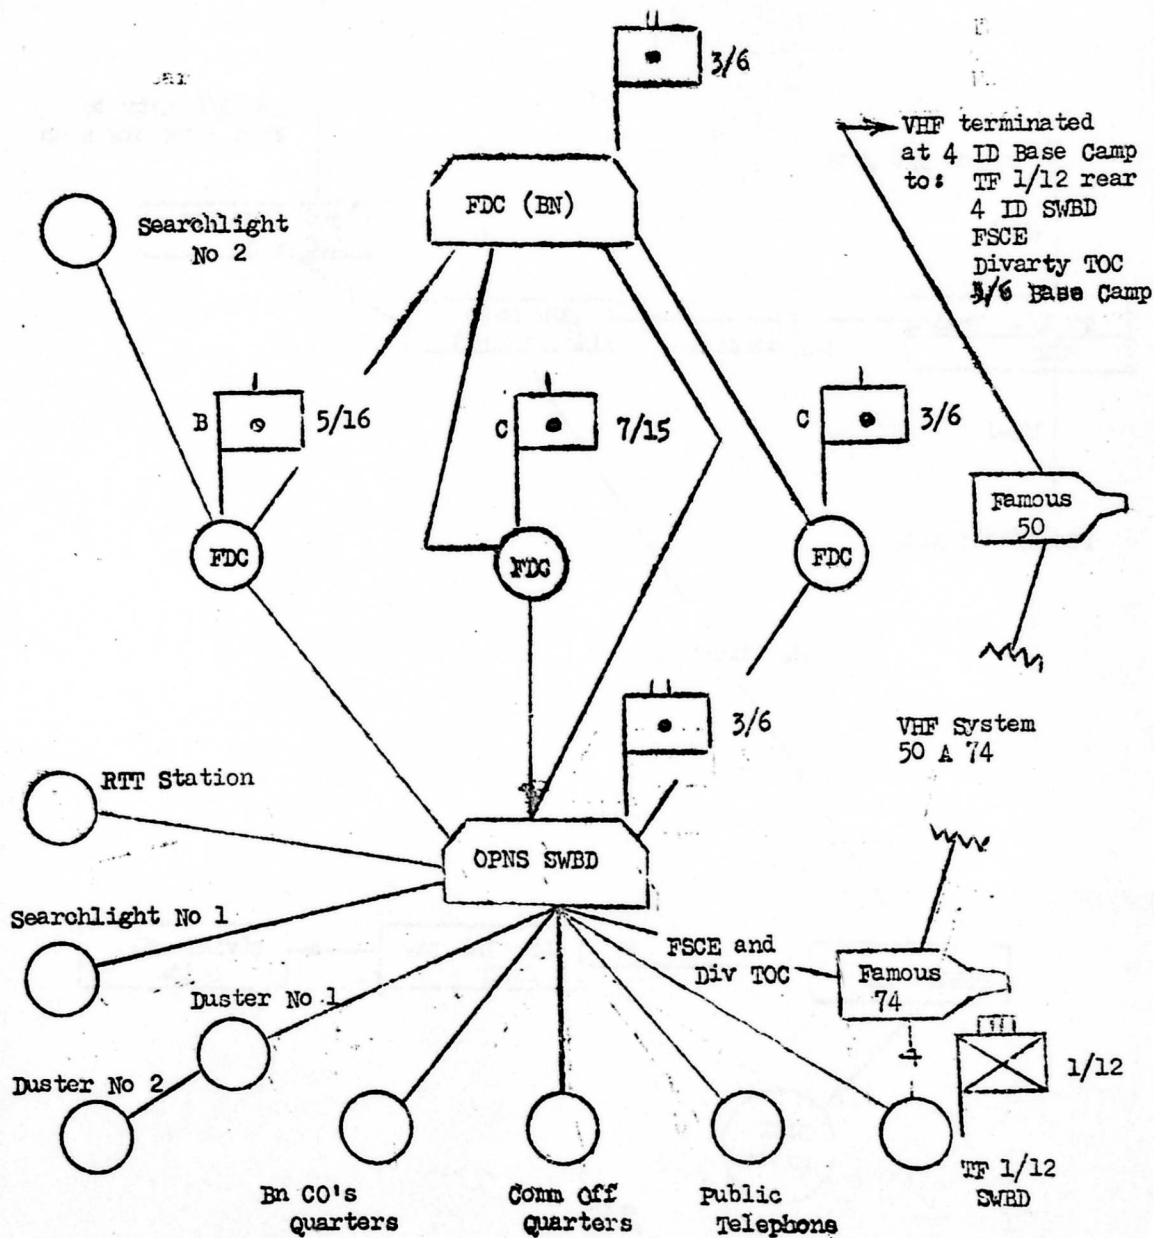 3/6
VHF terminated
at 4 ID Base Camp
to: TF 1/12 rear
4 ID SWBD
FSCE
Divarty TOC
3/6 Base Camp
FDC (BN)
Searchlight
No 2
B
5/16
C
7/15
C
3/6
Famous
50
FDC
FDC
FDC
3/6
VHF System
50 A 74
RTT Station
OPNS SWBD
Searchlight No 1
FSCE and
Div TOC
Famous
74
Duster No 1
4
1/12
Duster No 2
TF 1/12
SWBD
Bn CO's
Quarters
Comm Off
Quarters
Public
Telephone